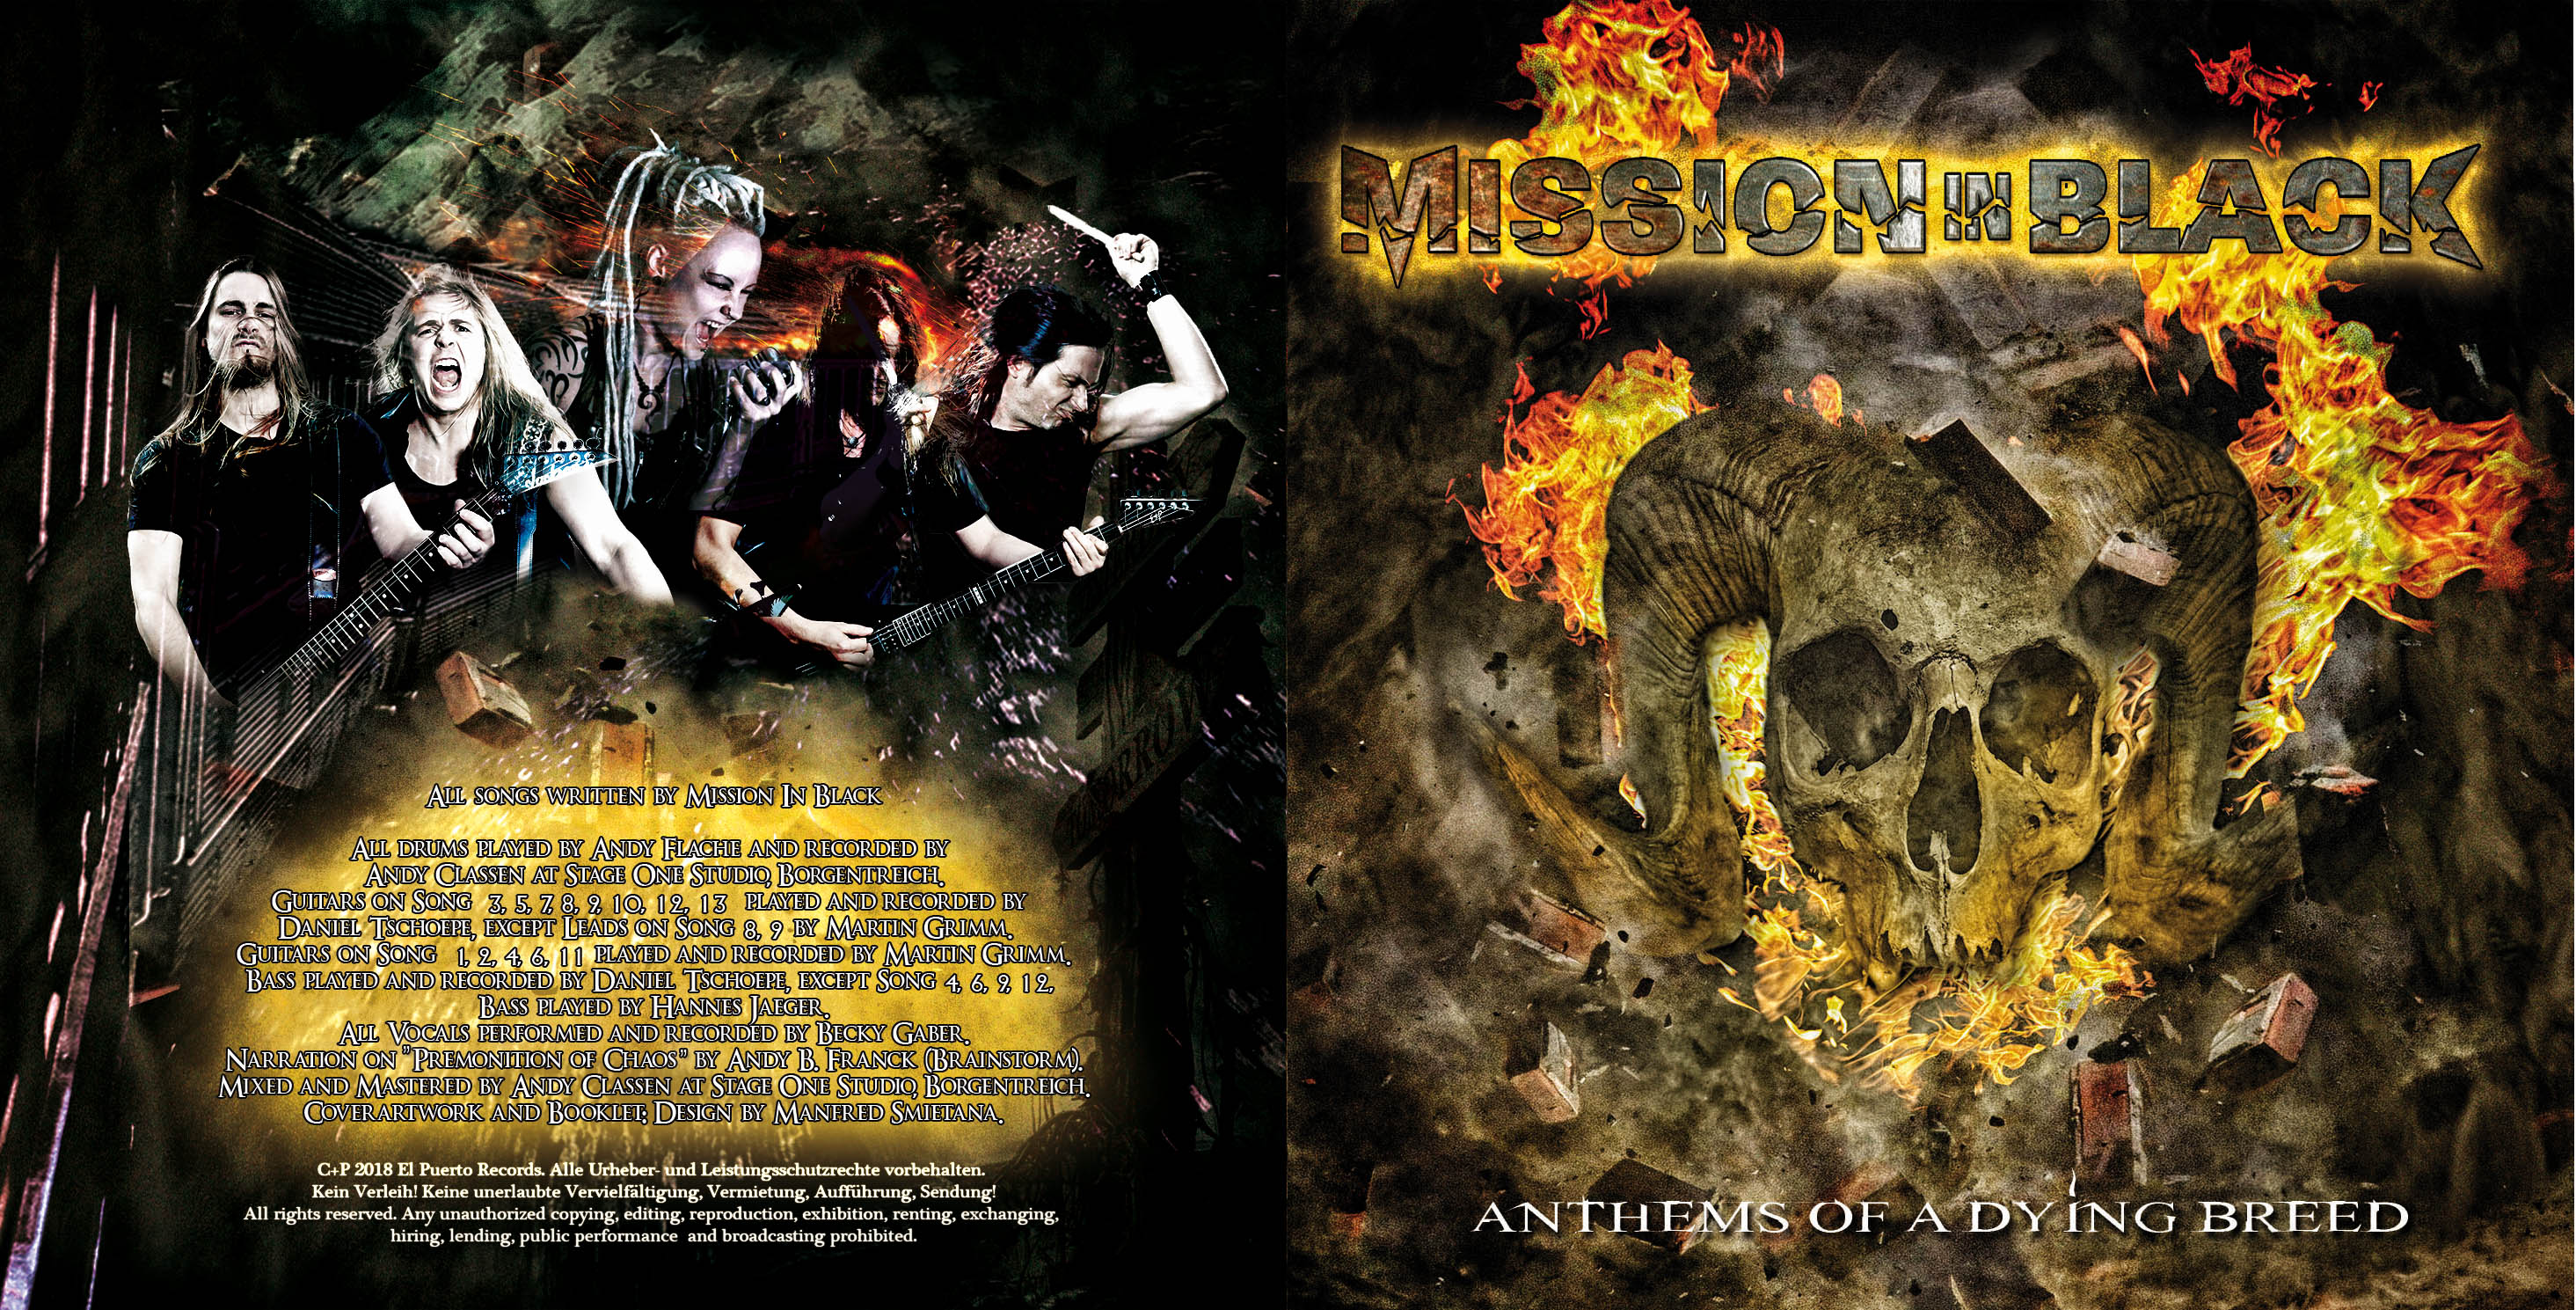 All songs written by Mission In Black
All drums played by Andy Flache and recorded by
Andy Classen at Stage One Studio, Borgentreich.
Guitars on Song 3, 5, 7, 8, 9, 10, 12, 13 played and recorded by
Daniel Tschoepe, except Leads on Song 8, 9 by Martin Grimm.
Guitars on Song 1, 2, 4, 6, 11 played and recorded by Martin Grimm.
Bass played and recorded by Daniel Tschoepe, except Song 4, 6, 9, 12,
Bass played by Hannes Jaeger.
All Vocals performed and recorded by Becky Gaber.
Narration on "Premonition of Chaos" by Andy B. Franck (Brainstorm).
Mixed and Mastered by Andy Classen at Stage One Studio, Borgentreich.
Coverartwork and Booklet: Design by Manfred Smietana.
C+P 2018 El Puerto Records. Alle Urheber- und Leistungsschutzrechte vorbehalten.
Kein Verleih! Keine unerlaubte Vervielfältigung, Vermietung, Aufführung, Sendung!
All rights reserved. Any unauthorized copying, editing, reproduction, exhibition, renting, exchanging,
hiring, lending, public performance and broadcasting prohibited.
MISSION IN BLACK
ANTHEMS OF A DYING BREED